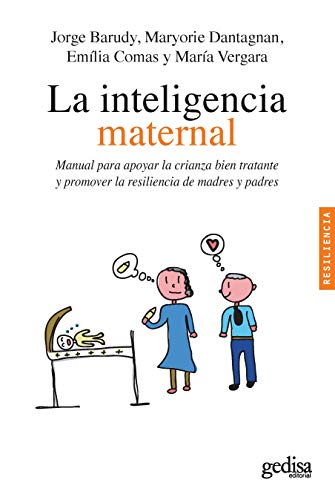 Jorge Barudy, Maryorie Dantagnan,
Emília Comas y María Vergara
La inteligencia
maternal
Manual para apoyar la crianza bien tratante
y promover la resiliencia de madres y padres
RESILIENCIA
gedisa
editorial